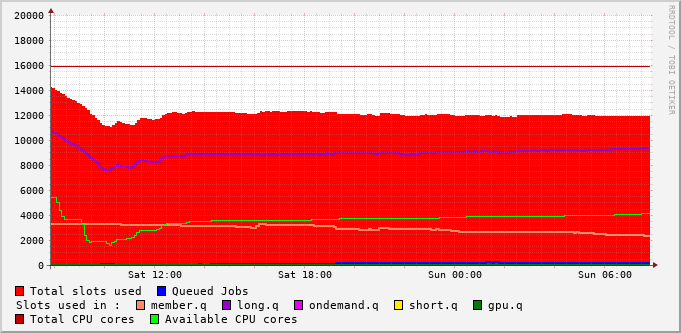 RRDTOOL / TOBI OETIKER
20000
18000
16000
14000
12000
10000
8000
6000
4000
2000
0
Sat 12:00 Sat 18:00 Sun 00:00 Sun 06:00
Total slots used Queued Jobs
Slots used in : member.q long.q ondemand.q short.q gpu.q
Total CPU cores Available CPU cores